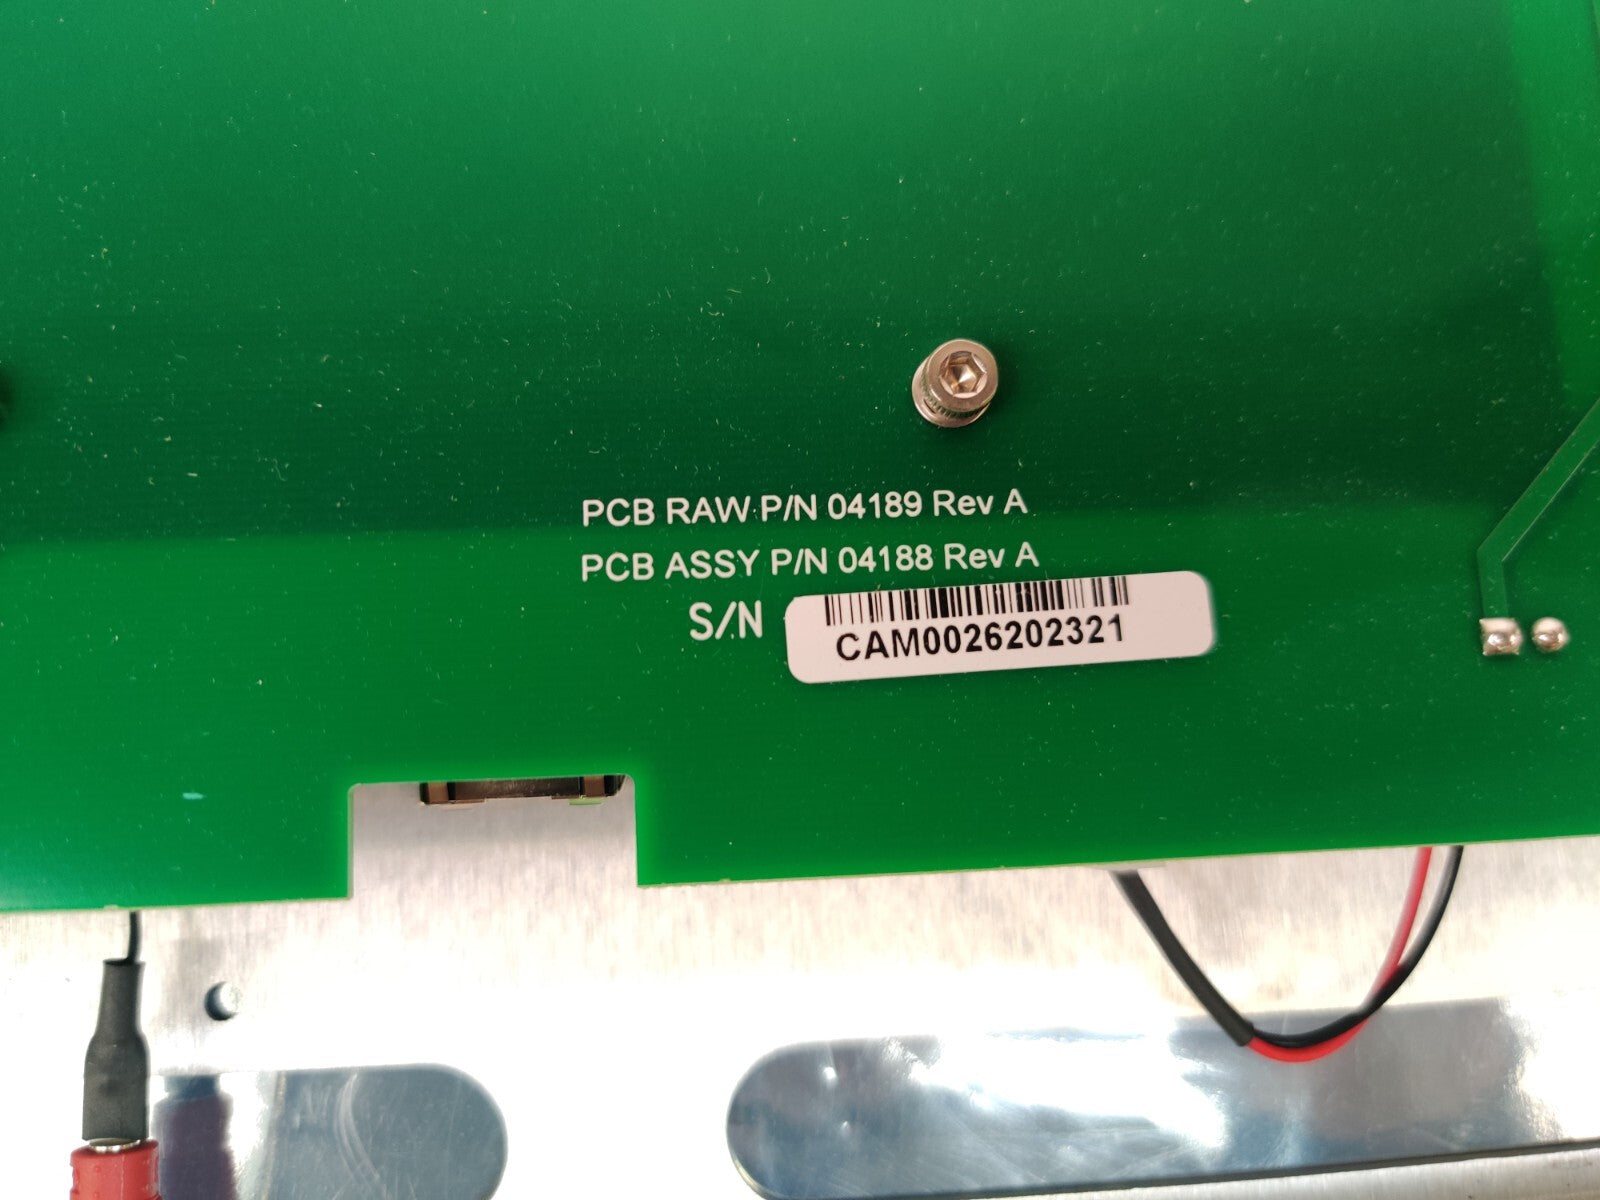 PCB RAW P/N 04189 Rev A
PCB ASSY P/N 04188 Rev A
S/N
CAM0026202321